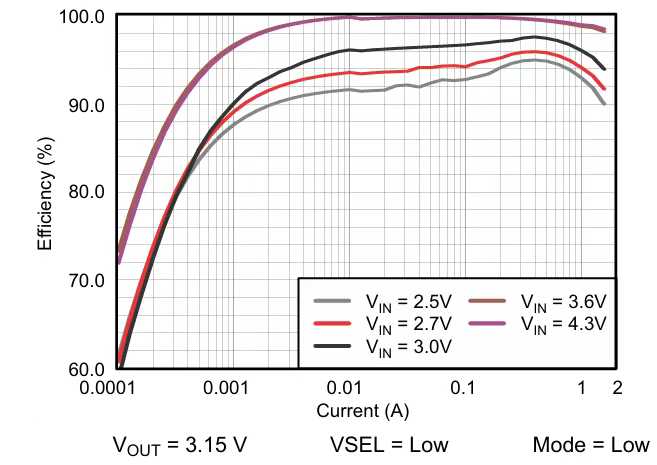 100.0
90.0
80.0
70.0
60.0
Efficiency (%)
V_IN = 2.5V
V_IN = 2.7V
V_IN = 3.0V
V_IN = 3.6V
V_IN = 4.3V
0.0001 0.001 0.01 0.1 1 2
Current (A)
V_OUT = 3.15 V VSEL = Low Mode = Low